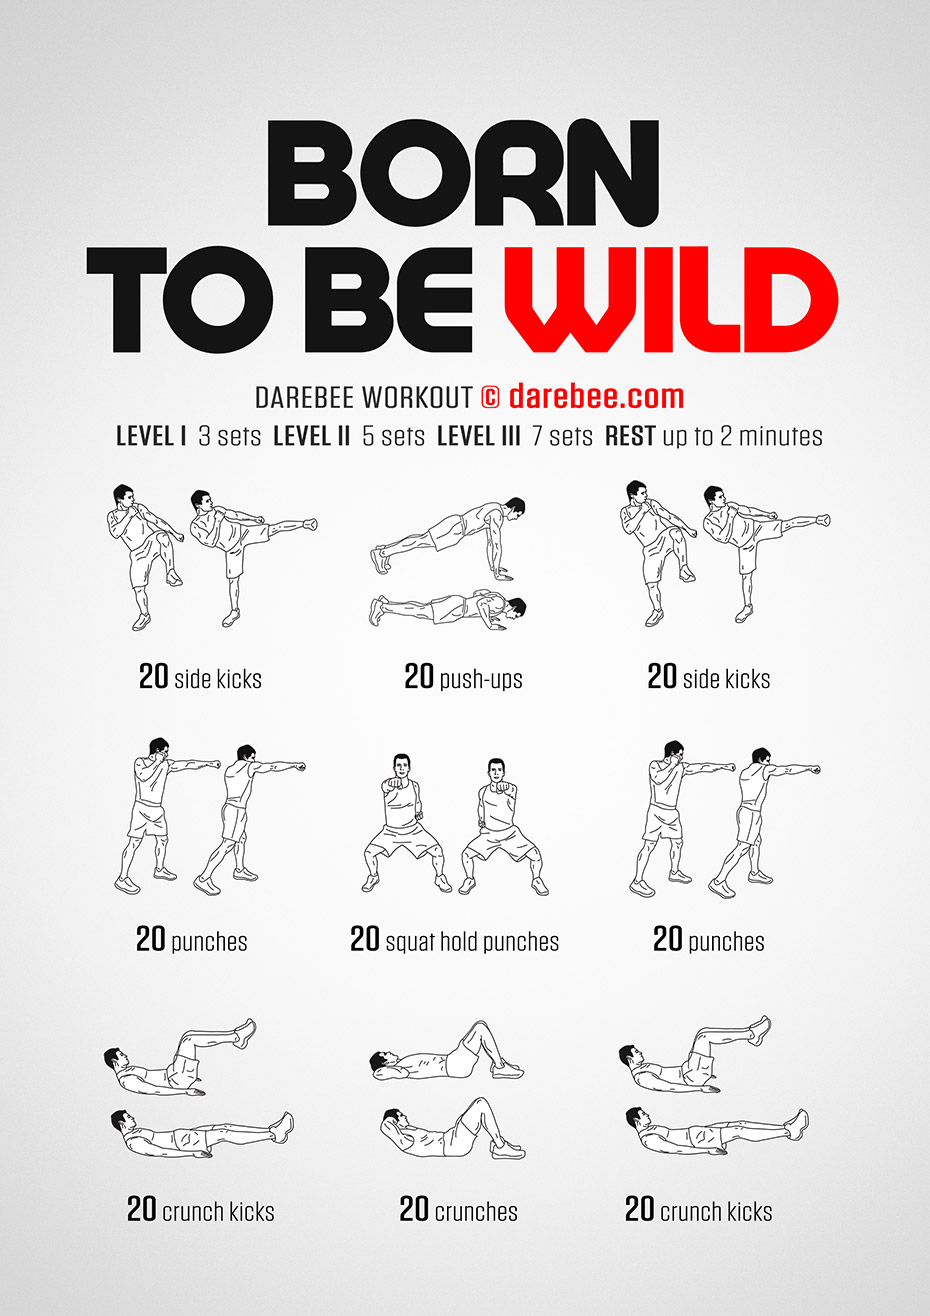 BORN
TO BE WILD
DAREBEE WORKOUT © darebee.com
LEVEL I 3 sets LEVEL II 5 sets LEVEL III 7 sets REST up to 2 minutes
20 side kicks
20 push-ups
20 side kicks
20 punches
20 squat hold punches
20 punches
20 crunch kicks
20 crunches
20 crunch kicks